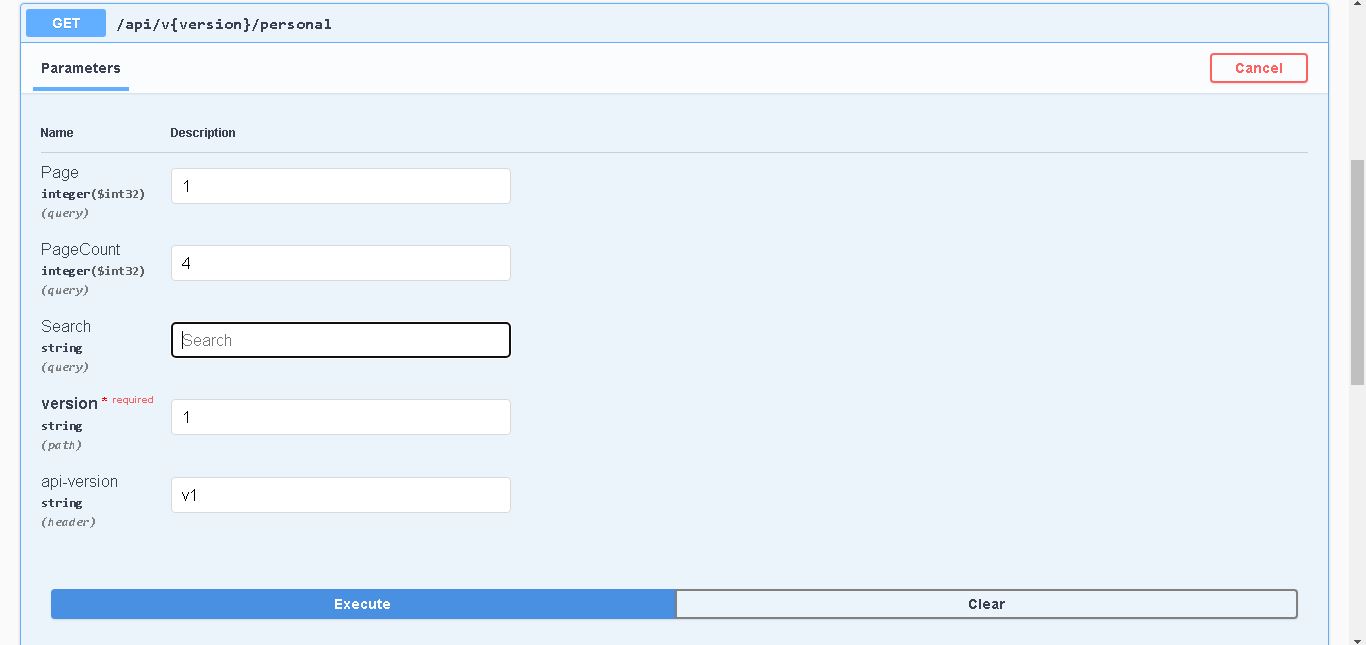 GET /api/v{version}/personal
Parameters Cancel
Name Description
Page
integer($int32)
(query)
1
PageCount
integer($int32)
(query)
4
Search
string
(query)
Search
version * required
string
(path)
1
api-version
string
(header)
v1
Execute Clear